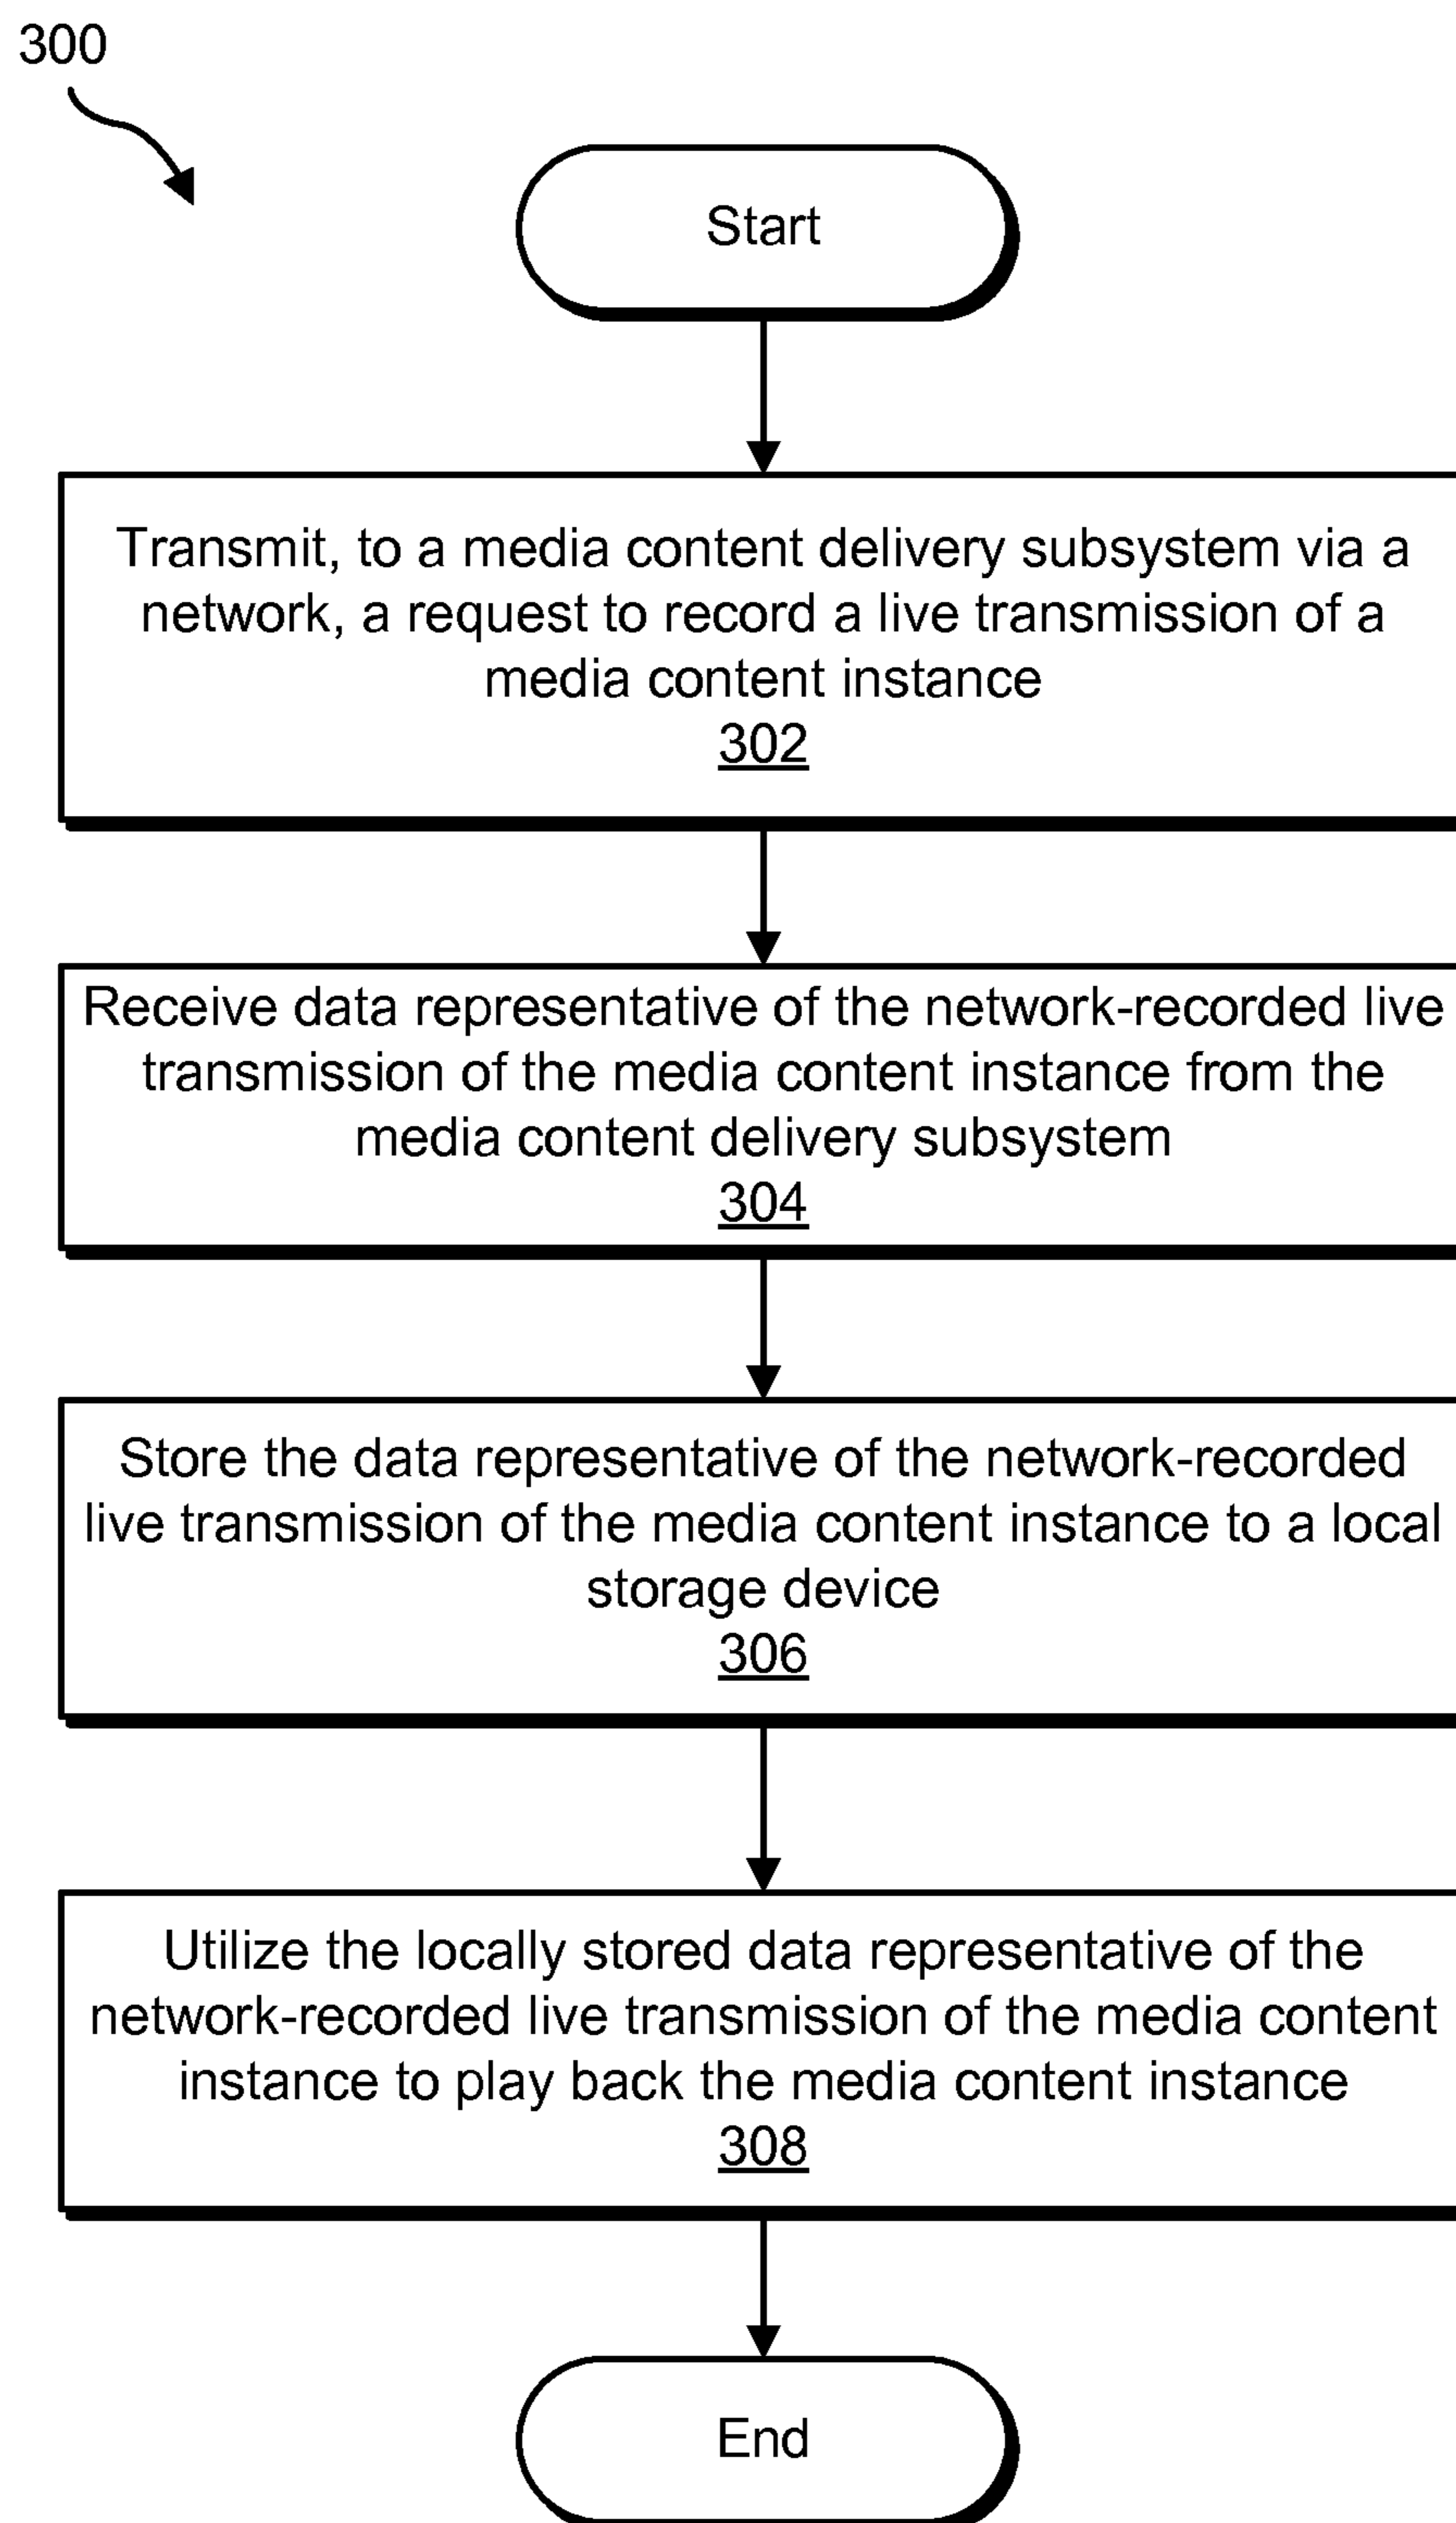 300
Start
Transmit, to a media content delivery subsystem via a
network, a request to record a live transmission of a
media content instance
302
Receive data representative of the network-recorded live
transmission of the media content instance from the
media content delivery subsystem
304
Store the data representative of the network-recorded
live transmission of the media content instance to a local
storage device
306
Utilize the locally stored data representative of the
network-recorded live transmission of the media content
instance to play back the media content instance
308
End